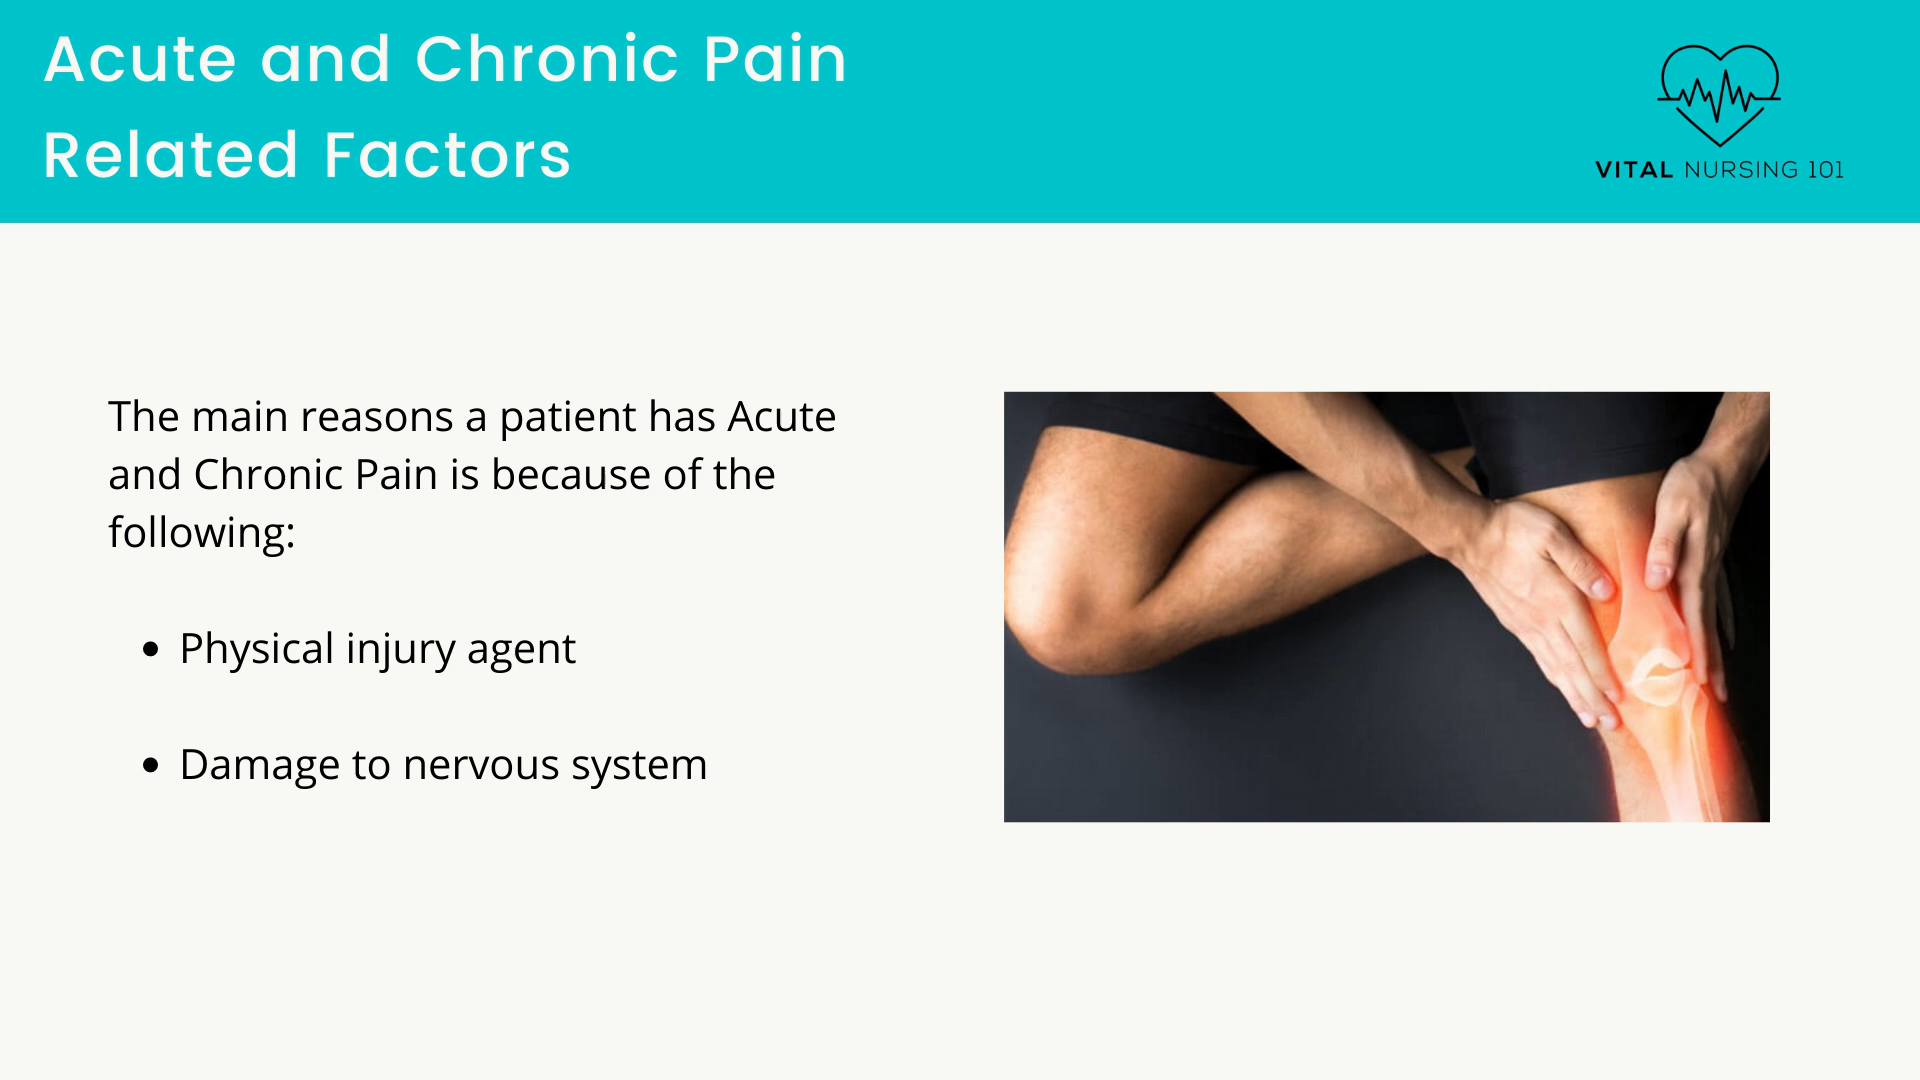 Acute and Chronic Pain
Related Factors
VITAL NURSING 101
The main reasons a patient has Acute
and Chronic Pain is because of the
following:
• Physical injury agent
• Damage to nervous system